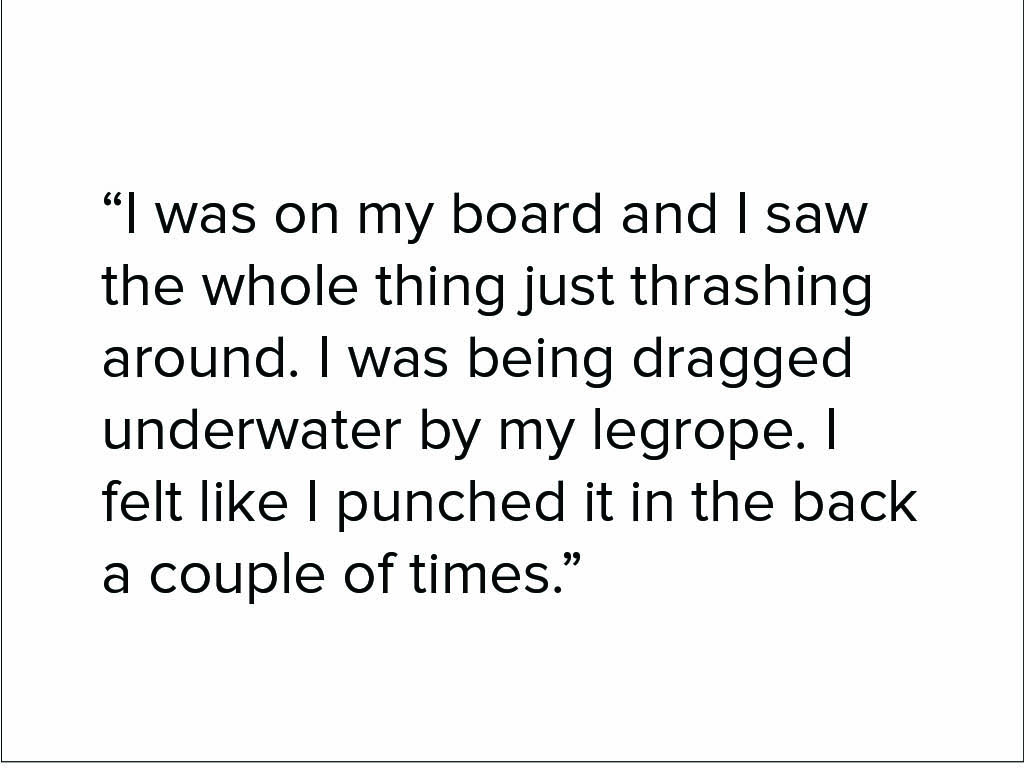 “I was on my board and I saw
the whole thing just thrashing
around. I was being dragged
underwater by my legrope. I
felt like I punched it in the back
a couple of times.”